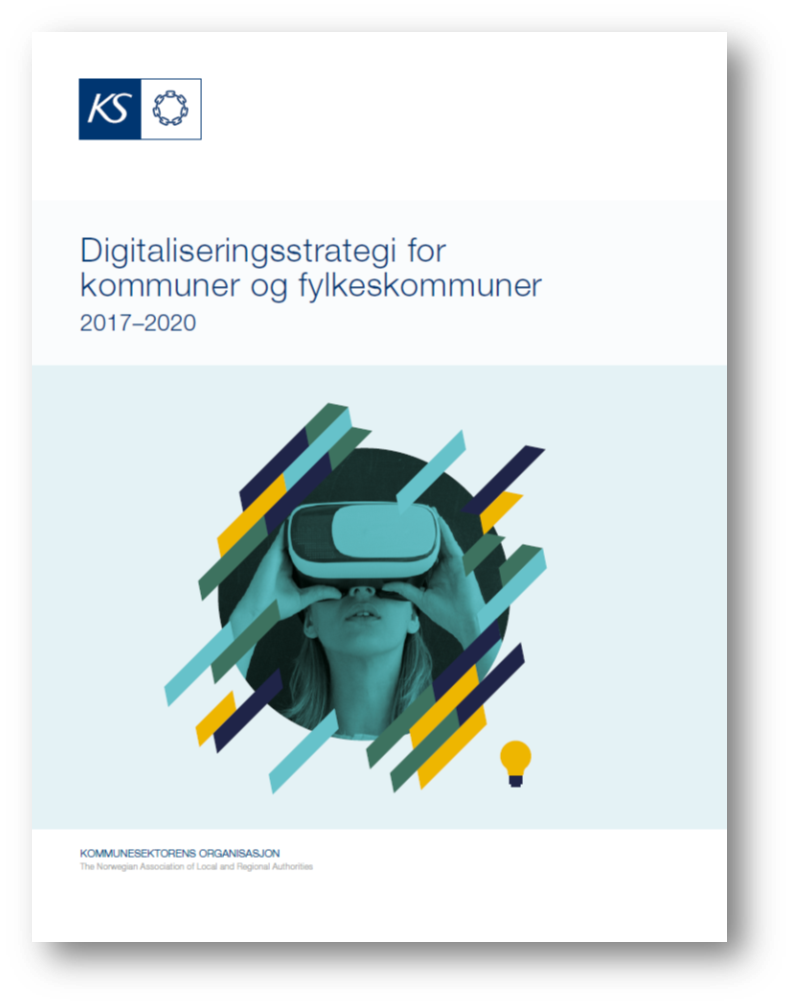 KS
Digitaliseringsstrategi for
kommuner og fylkeskommuner
2017–2020
KOMMUNESEKTORENS ORGANISASJON
The Norwegian Association of Local and Regional Authorities